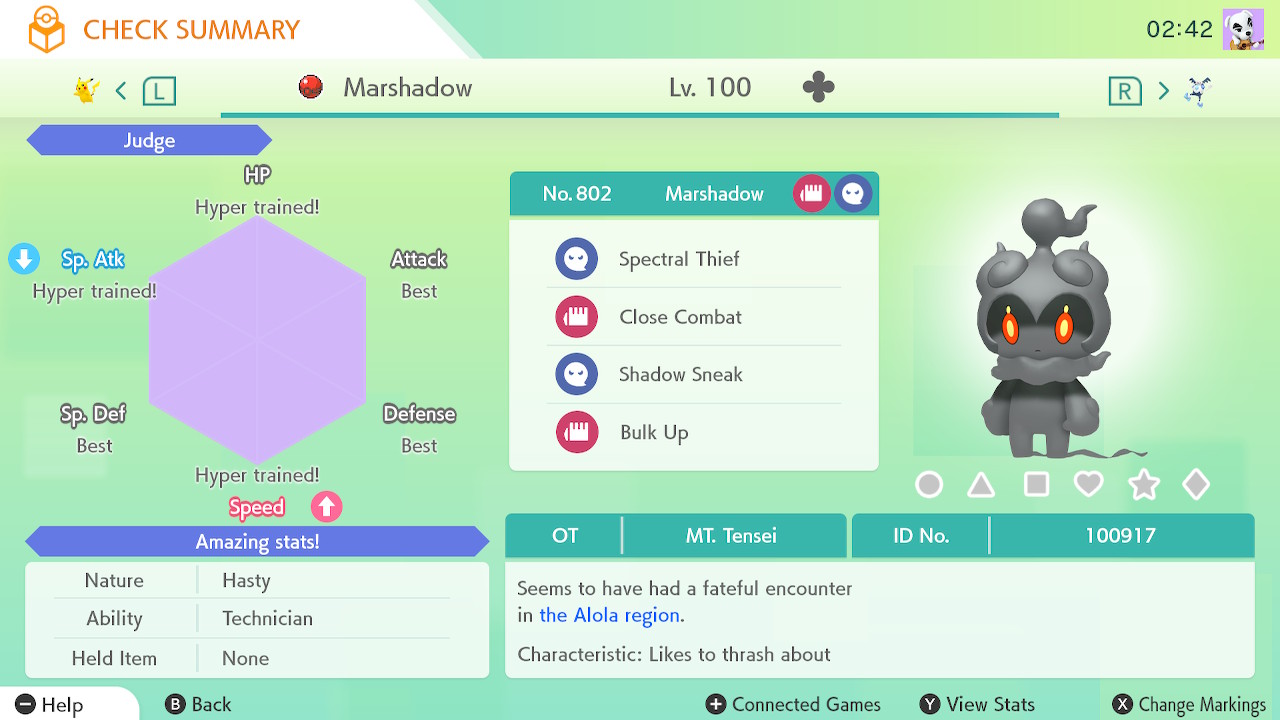 CHECK SUMMARY
02:42
L
Marshadow
Lv. 100
R
Judge
HP
Hyper trained!
Sp. Atk
Hyper trained!
Attack
Best
Sp. Def
Best
Defense
Best
Hyper trained!
Speed
Amazing stats!
Nature Hasty
Ability Technician
Held Item None
No. 802 Marshadow
Spectral Thief
Close Combat
Shadow Sneak
Bulk Up
OT MT. Tensei
ID No. 100917
Seems to have had a fateful encounter
in the Alola region.
Characteristic: Likes to thrash about
Help
B Back
Connected Games
Y View Stats
X Change Markings